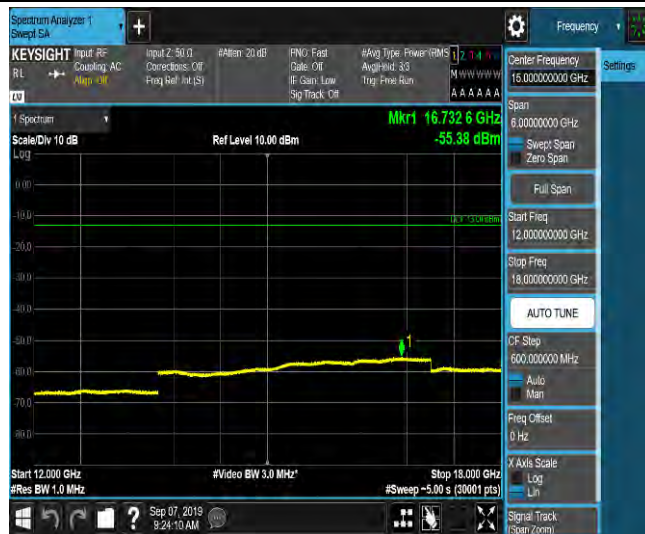 Spectrum Analyzer 1
Swept SA
Frequency
KEYSIGHT
RL
Input: RF
Coupling: AC
Align: Off
Input Z: 50 Ω
Corrections: Off
Freq Ref: Int (S)
#Atten: 20 dB
PNO: Fast
Gate: Off
IF Gain: Low
Sig Track: Off
#Avg Type: Power (RMS
Avg|Hold: 3/3
Trig: Free Run
M W W W W W
A A A A A A
1 Spectrum
Scale/Div 10 dB
Log
Ref Level 10.00 dBm
Mkr1 16.732 6 GHz
-55.38 dBm
0.00
-10.0
-20.0
-30.0
-40.0
-50.0
-60.0
-70.0
-80.0
1
Start 12.000 GHz
#Res BW 1.0 MHz
#Video BW 3.0 MHz*
Stop 18.000 GHz
#Sweep ~5.00 s (30001 pts)
Sep 07, 2019
9:24:10 AM
Center Frequency
15.000000000 GHz
Settings
Span
6.00000000 GHz
Swept Span
Zero Span
Full Span
Start Freq
12.000000000 GHz
Stop Freq
18.000000000 GHz
AUTO TUNE
CF Step
600.000000 MHz
Auto
Man
Freq Offset
0 Hz
X Axis Scale
Log
Lin
Signal Track
(Span Zoom)